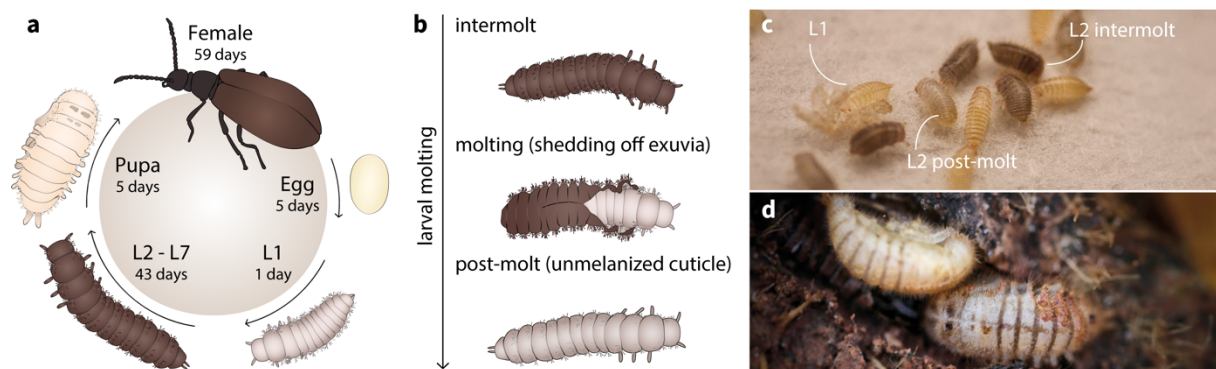 a
Female
59 days
Pupa
5 days
Egg
5 days
L2 - L7
43 days
L1
1 day
b
intermolt
molting (shedding off exuvia)
post-molt (unmelanized cuticle)
larval molting
c
L1
L2 intermolt
L2 post-molt
d